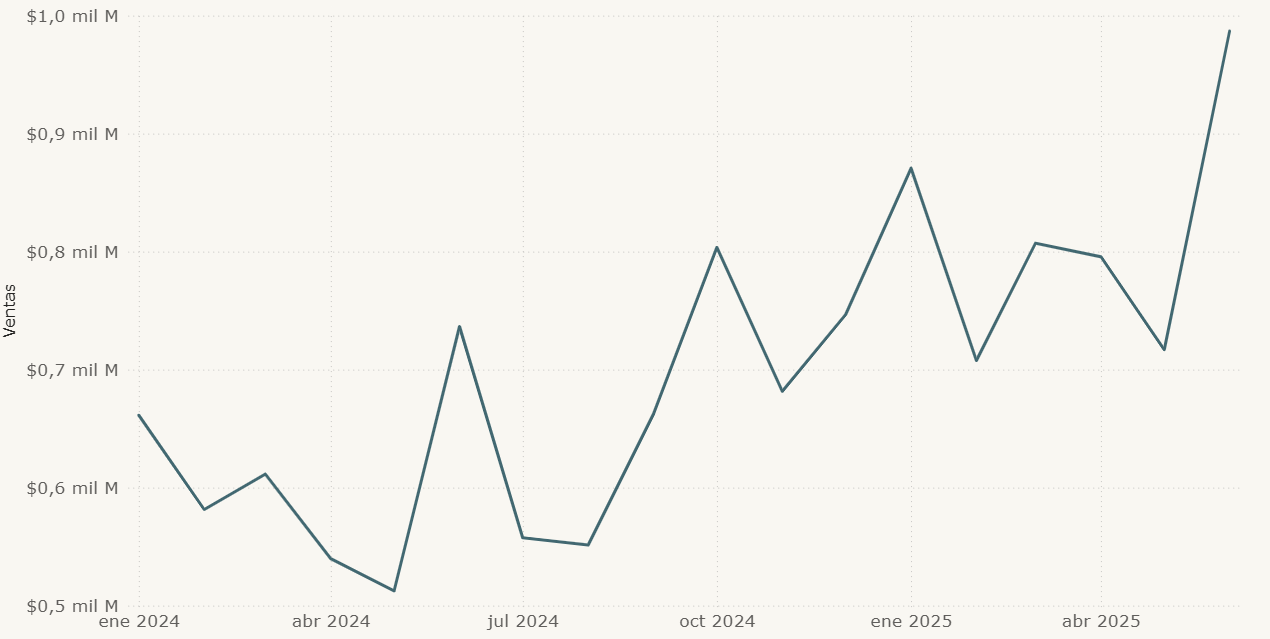 $1,0 mil M
$0,9 mil M
$0,8 mil M
$0,7 mil M
$0,6 mil M
$0,5 mil M
Ventas
ene 2024
abr 2024
jul 2024
oct 2024
ene 2025
abr 2025